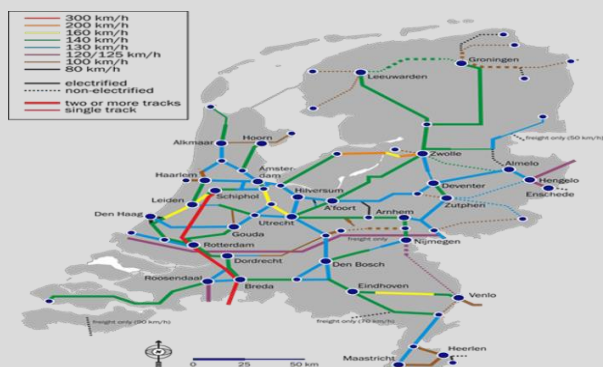 300 km/h
200 km/h
160 km/h
140 km/h
130 km/h
120/125 km/h
100 km/h
80 km/h
electrified
non-electrified
two or more tracks
single track
Groningen
Leeuwarden
freight only (50 km/h)
Alkmaar
Hoorn
Zwolle
Haarlem
Amster-
dam
Almelo
Schiphol
Hilversum
Deventer
Hengelo
Enschede
Leiden
A'foort
Zutphen
Den Haag
Utrecht
Arnhem
Gouda
freight only
Nijmegen
Rotterdam
Dordrecht
Den Bosch
Roosendaal
Breda
Eindhoven
Venlo
freight only (90 km/h)
freight only (70 km/h)
Heerlen
Maastricht
0 25 50 km